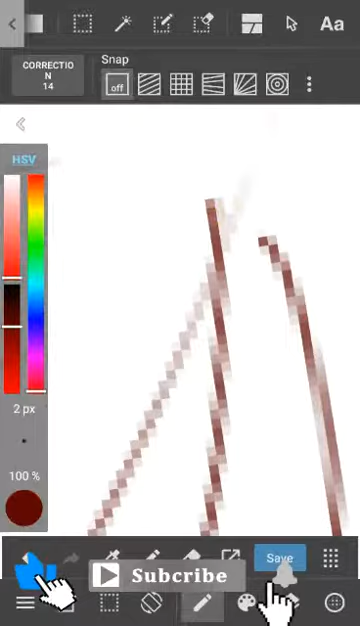 Aa
CORRECTIO
N
14
Snap
off
HSV
2 px
100 %
Save
Subcribe